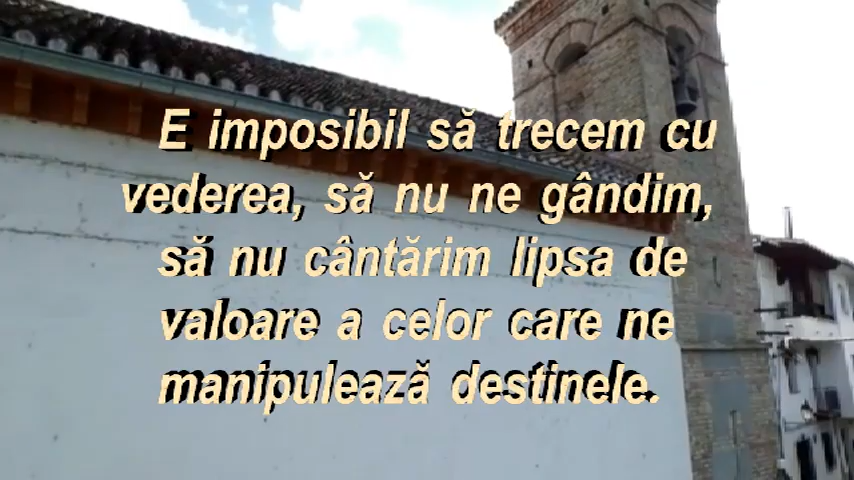 E imposibil să trecem cu
vederea, să nu ne gândim,
să nu cântărim lipsa de
valoare a celor care ne
manipulează destinele.